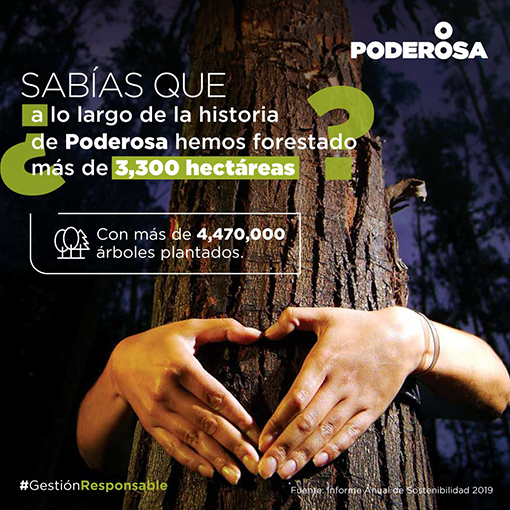 PODEROSA
SABÍAS QUE
a lo largo de la historia
de Poderosa hemos forestado
más de 3,300 hectáreas
¿ ?
Con más de 4,470,000
árboles plantados.
#GestiónResponsable
Fuente: Informe Anual de Sostenibilidad 2019